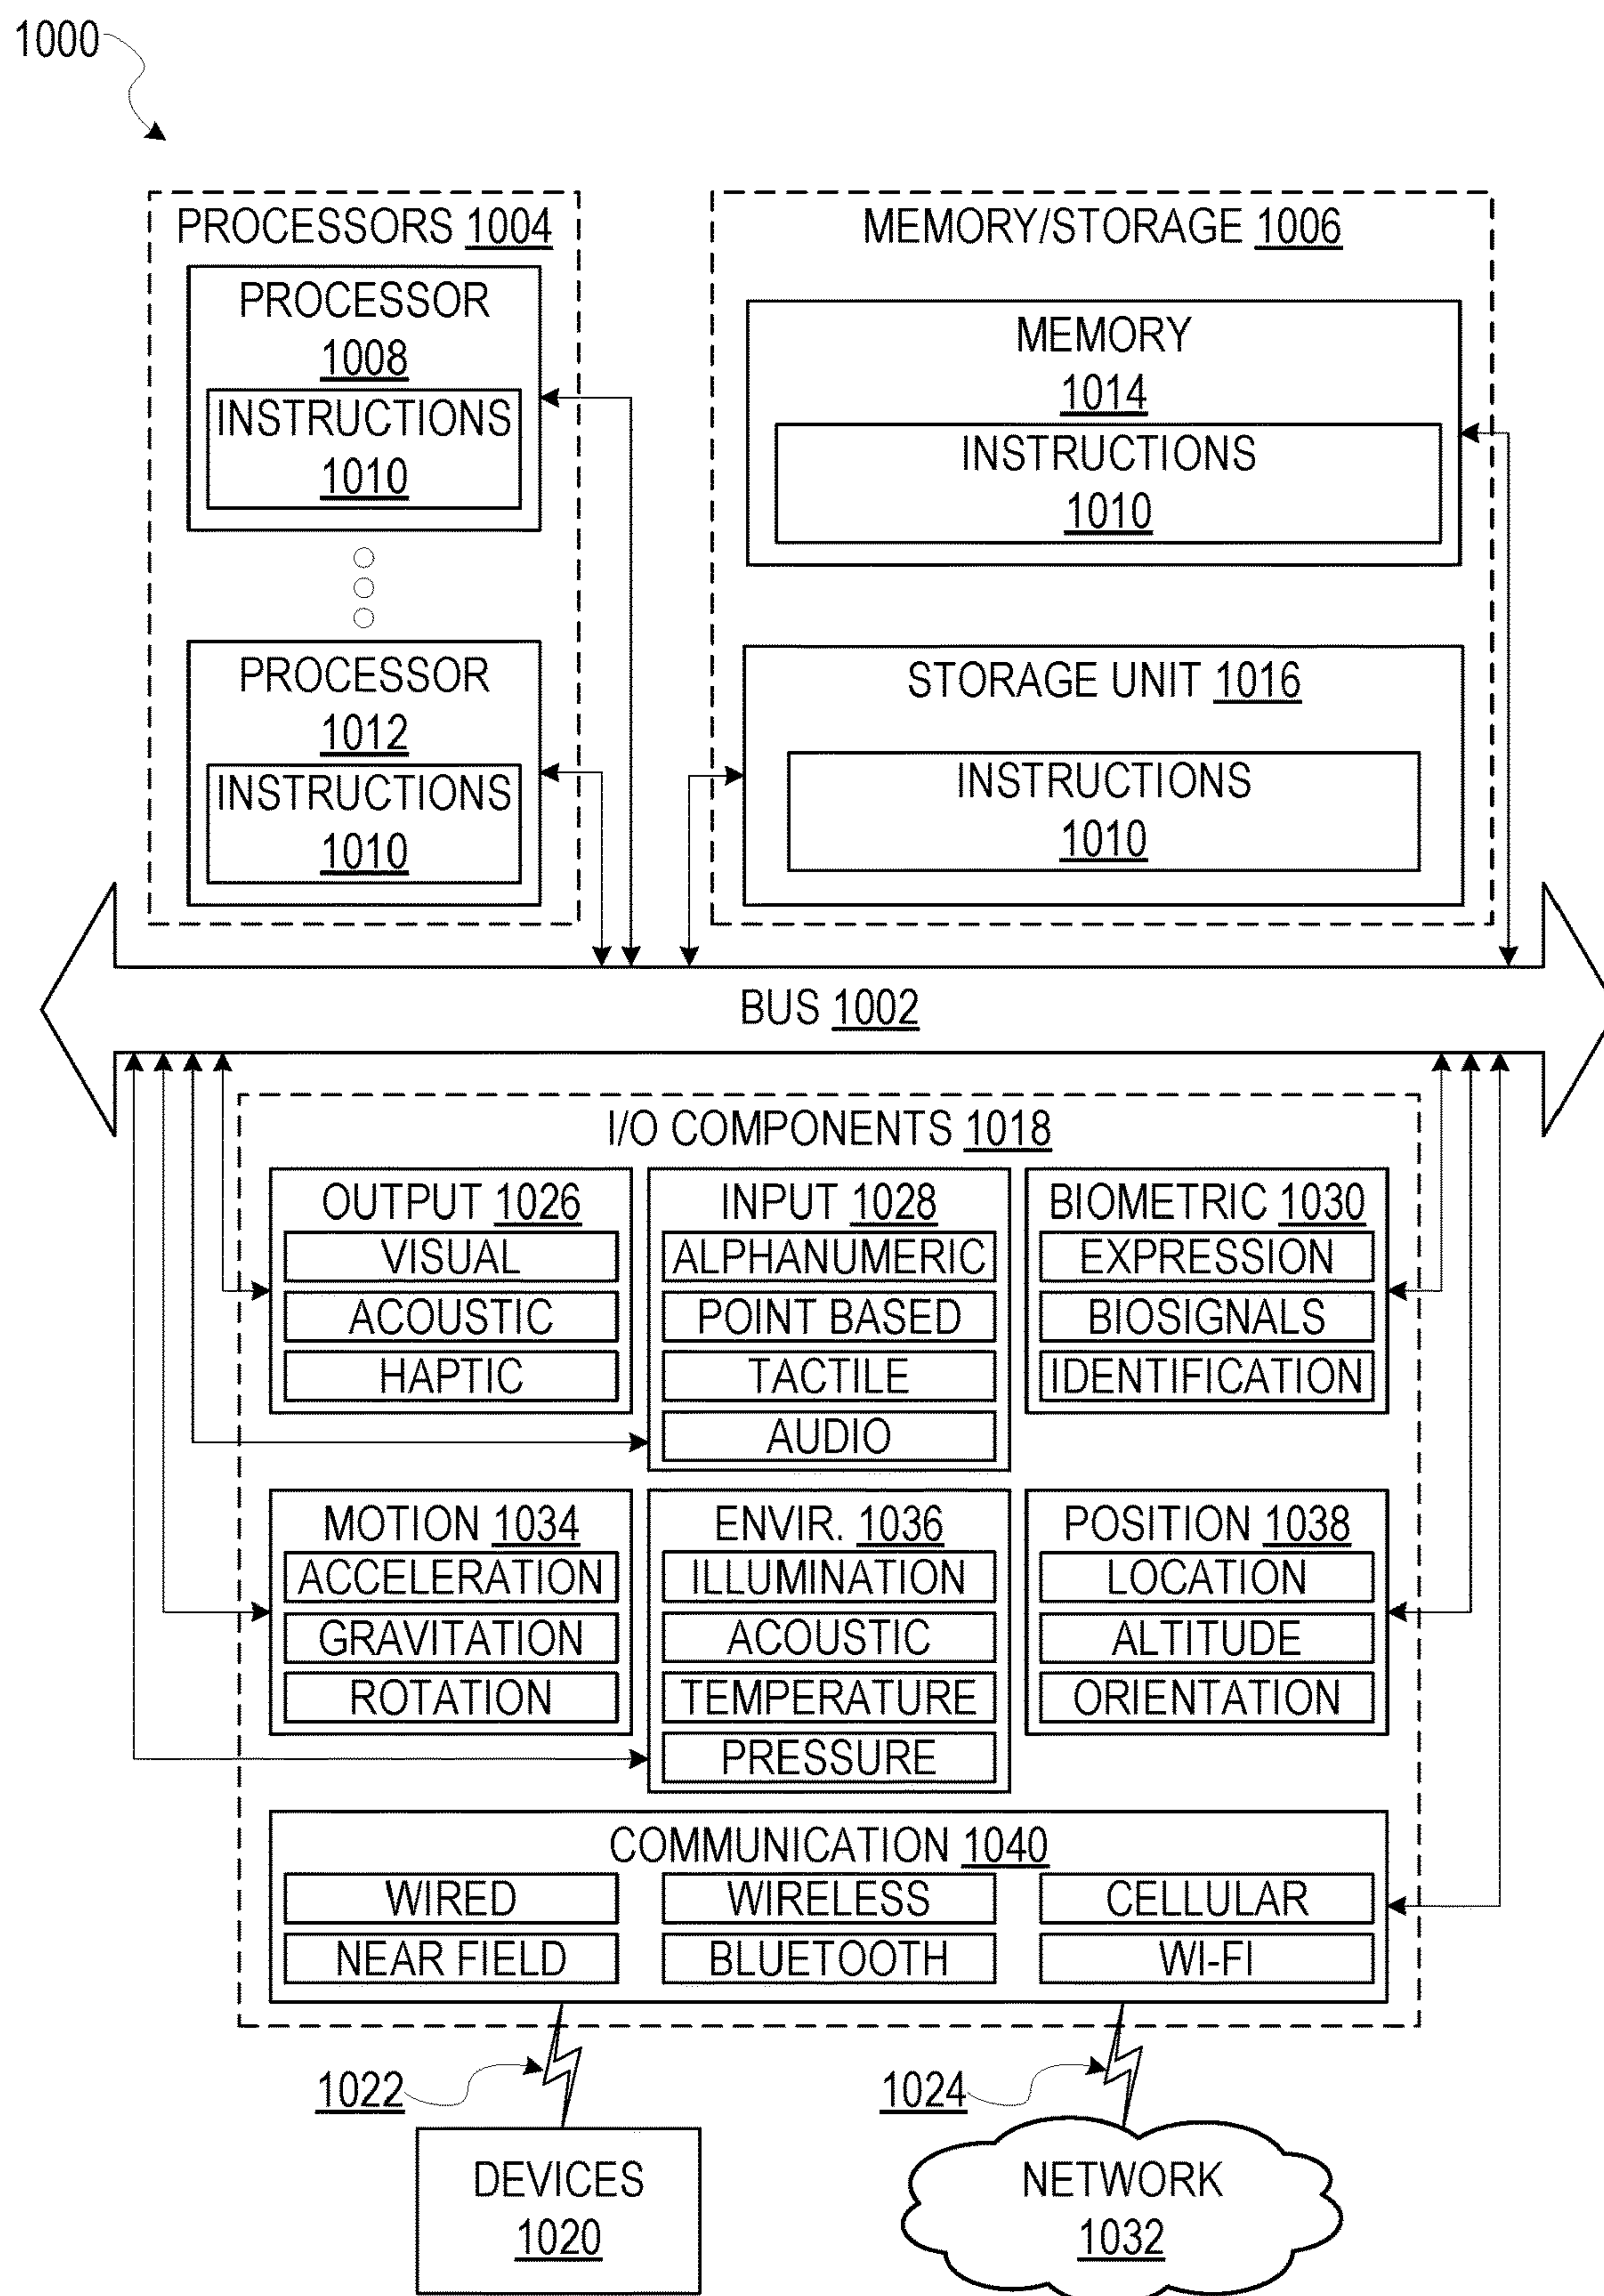 1000
PROCESSORS 1004
PROCESSOR
1008
INSTRUCTIONS
1010
PROCESSOR
1012
INSTRUCTIONS
1010
MEMORY/STORAGE 1006
MEMORY
1014
INSTRUCTIONS
1010
STORAGE UNIT 1016
INSTRUCTIONS
1010
BUS 1002
I/O COMPONENTS 1018
OUTPUT 1026
VISUAL
ACOUSTIC
HAPTIC
INPUT 1028
ALPHANUMERIC
POINT BASED
TACTILE
AUDIO
BIOMETRIC 1030
EXPRESSION
BIOSIGNALS
IDENTIFICATION
MOTION 1034
ACCELERATION
GRAVITATION
ROTATION
ENVIR. 1036
ILLUMINATION
ACOUSTIC
TEMPERATURE
PRESSURE
POSITION 1038
LOCATION
ALTITUDE
ORIENTATION
COMMUNICATION 1040
WIRED
WIRELESS
CELLULAR
NEAR FIELD
BLUETOOTH
WI-FI
1022
1024
DEVICES
1020
NETWORK
1032